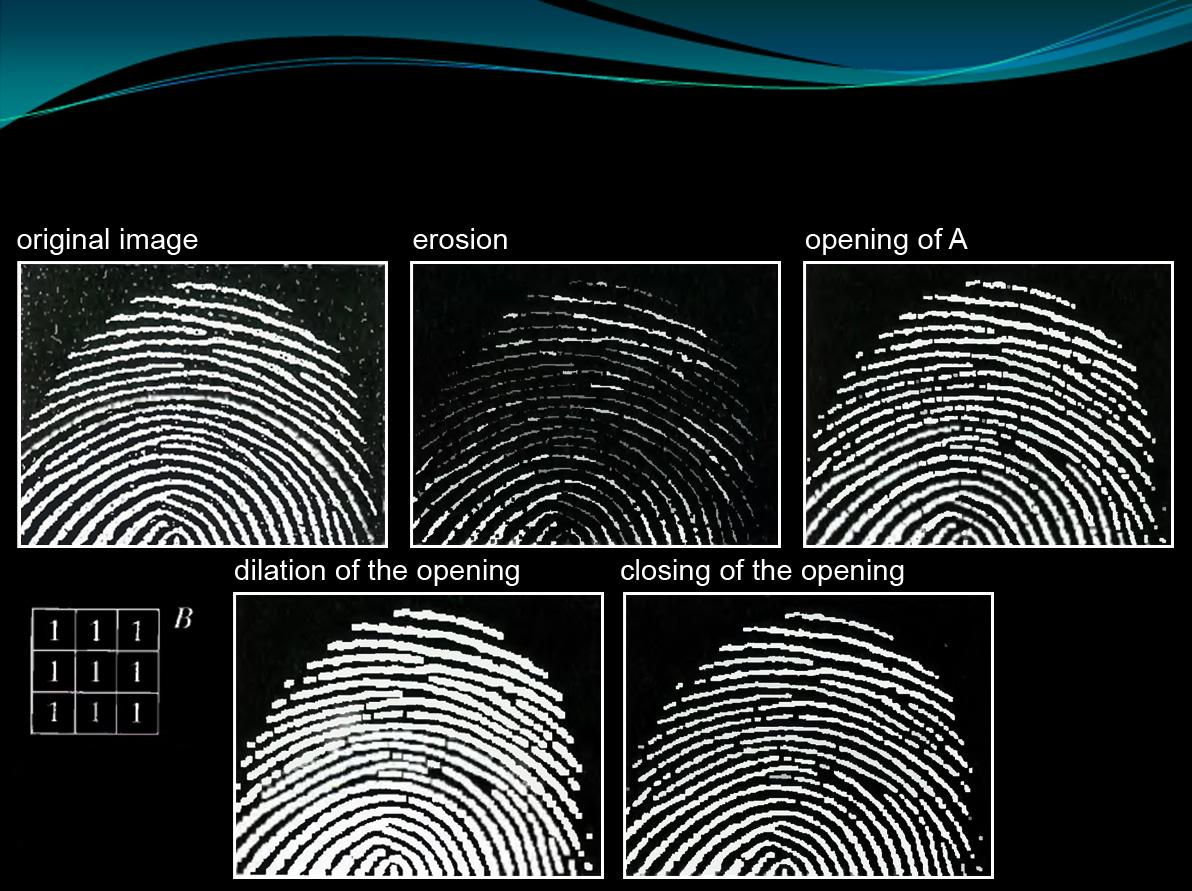 original image
erosion
opening of A
dilation of the opening
closing of the opening
B
1 1 1
1 1 1
1 1 1